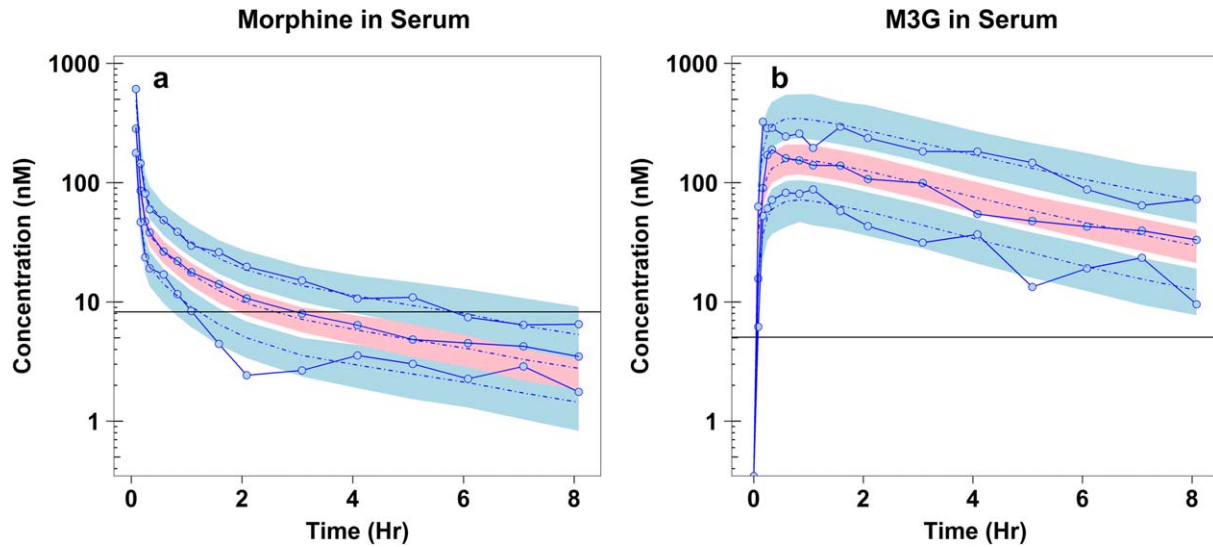 Morphine in Serum
a
Concentration (nM)
1000
100
10
1
0 2 4 6 8
Time (Hr)
M3G in Serum
b
Concentration (nM)
1000
100
10
1
0 2 4 6 8
Time (Hr)